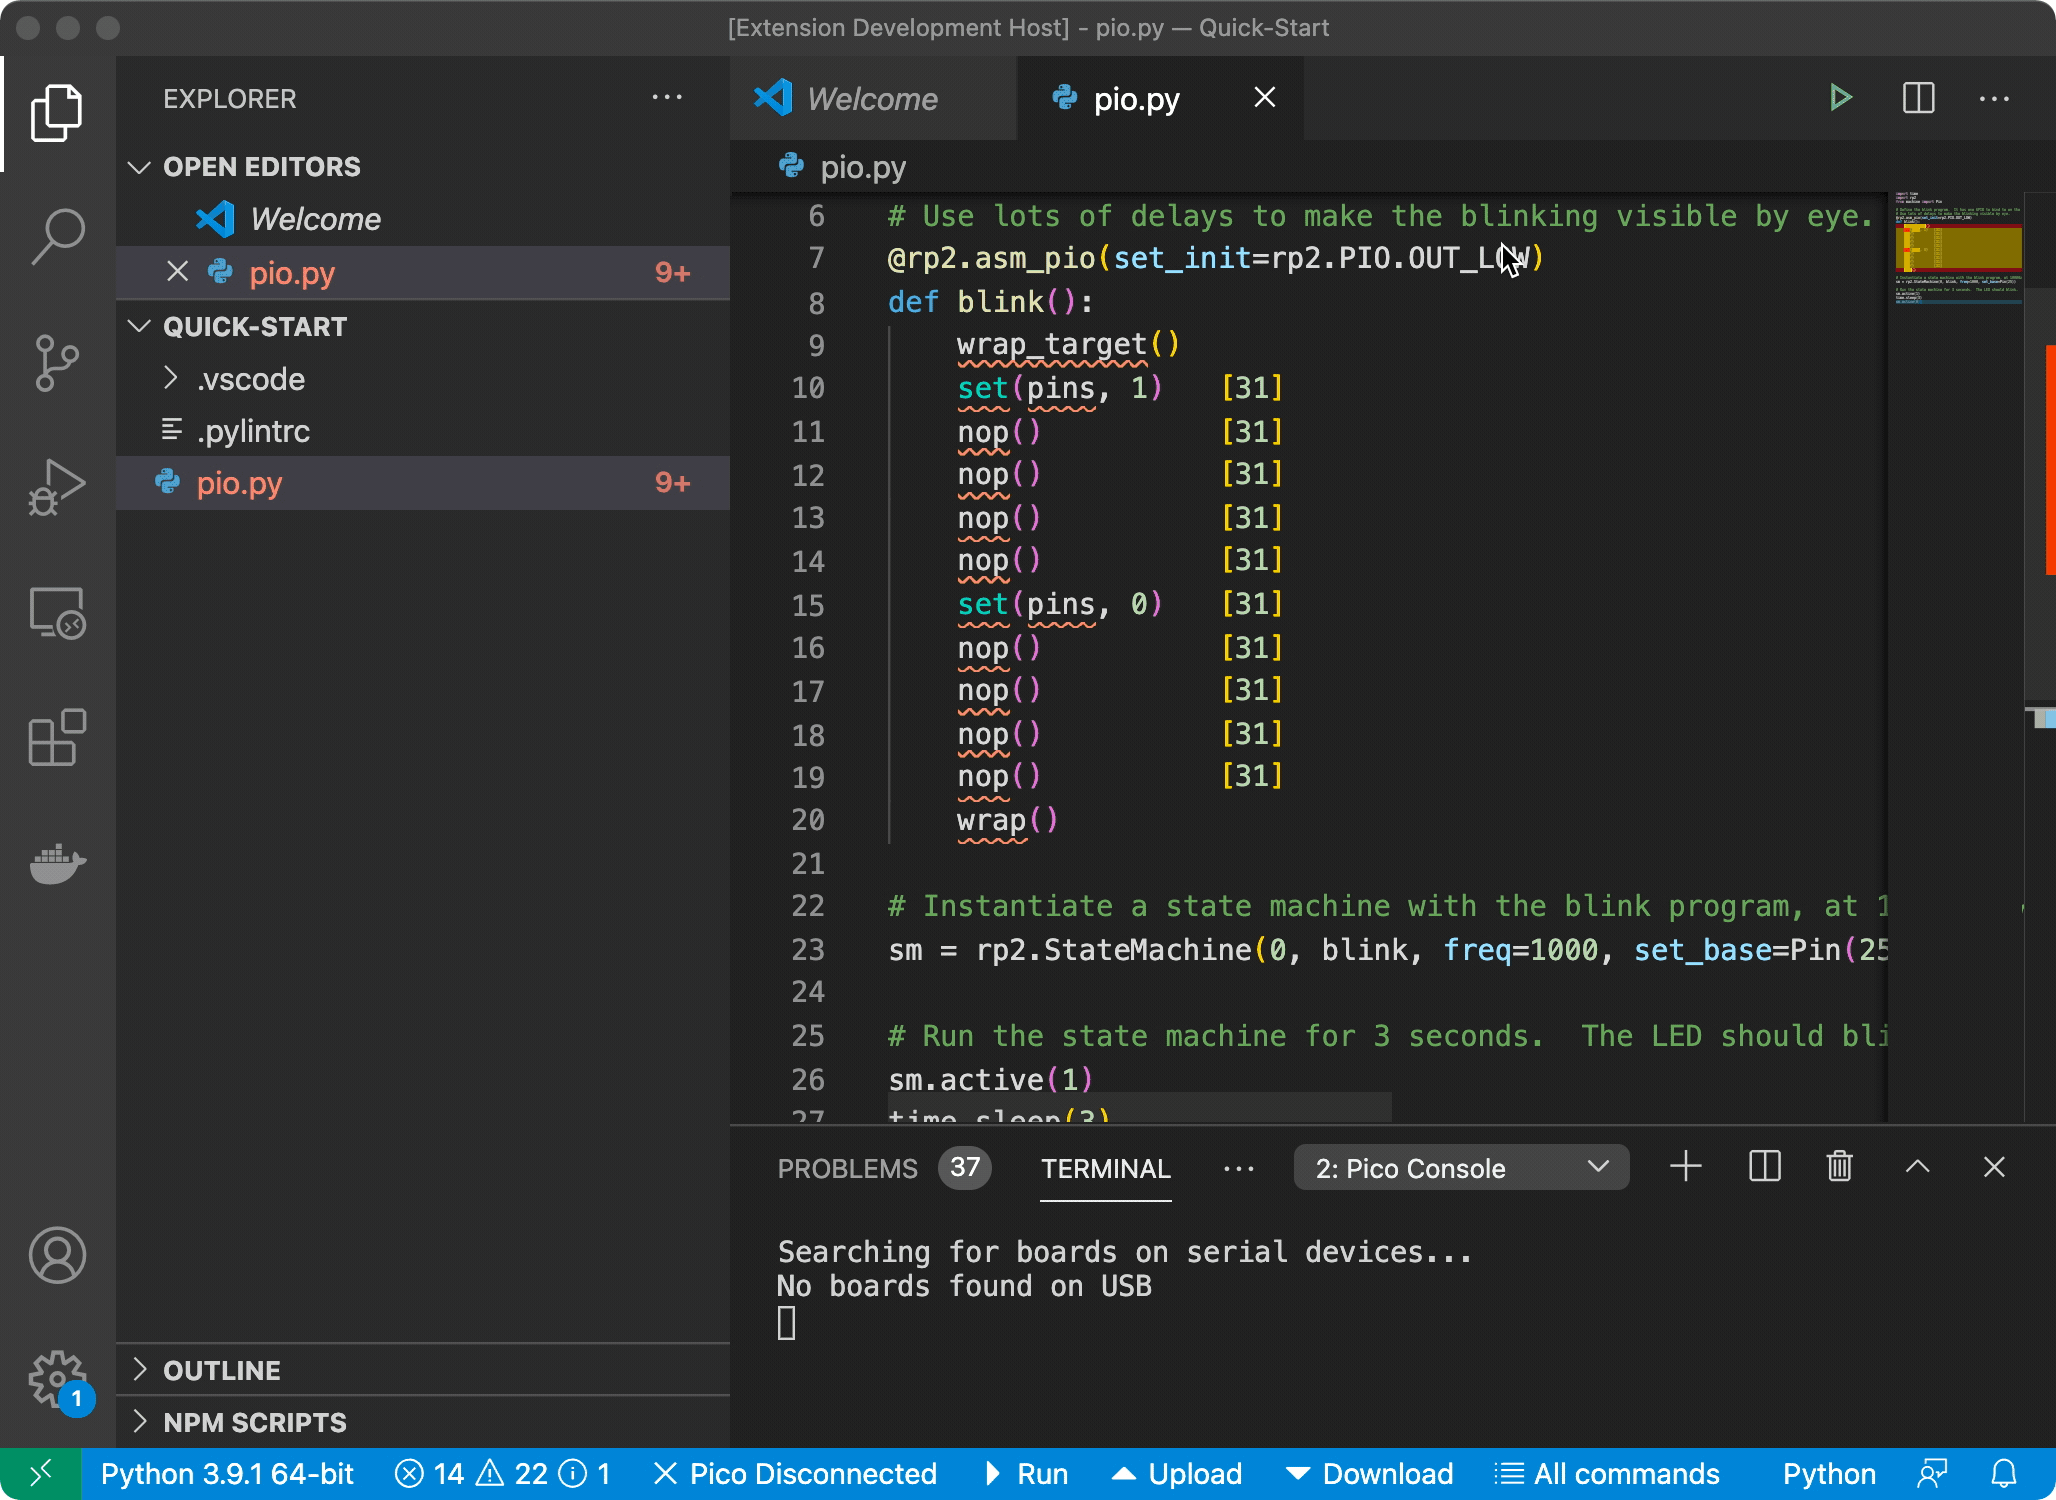 [Extension Development Host] - pio.py — Quick-Start
EXPLORER
OPEN EDITORS
Welcome
pio.py 9+
QUICK-START
.vscode
.pylintrc
pio.py 9+
OUTLINE
NPM SCRIPTS
1
Welcome
pio.py
pio.py
6 # Use lots of delays to make the blinking visible by eye.
7 @rp2.asm_pio(set_init=rp2.PIO.OUT_LOW)
8 def blink():
9     wrap_target()
10     set(pins, 1)   [31]
11     nop()          [31]
12     nop()          [31]
13     nop()          [31]
14     nop()          [31]
15     set(pins, 0)   [31]
16     nop()          [31]
17     nop()          [31]
18     nop()          [31]
19     nop()          [31]
20     wrap()
21
22 # Instantiate a state machine with the blink program, at 1
23 sm = rp2.StateMachine(0, blink, freq=1000, set_base=Pin(25
24
25 # Run the state machine for 3 seconds.  The LED should bli
26 sm.active(1)
27 time.sleep(3)
PROBLEMS 37 TERMINAL 2: Pico Console
Searching for boards on serial devices...
No boards found on USB
Python 3.9.1 64-bit 14 22 1 Pico Disconnected Run Upload Download All commands Python